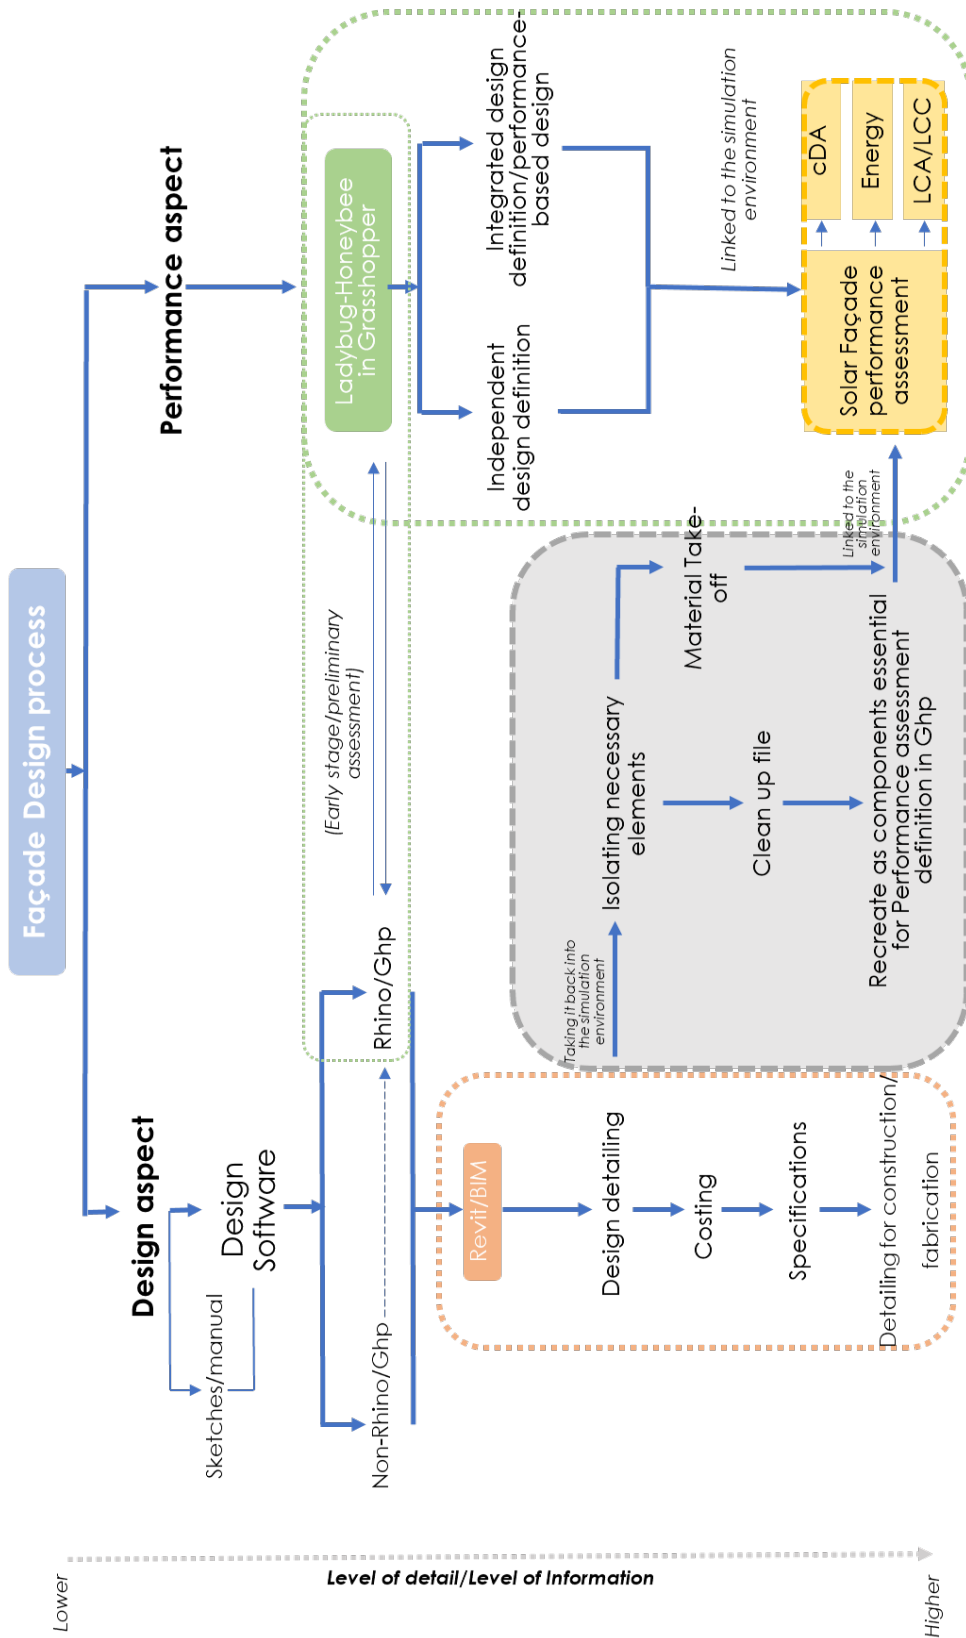 Façade Design process
Design aspect
Performance aspect
Sketches/manual
Design
Software
Non-Rhino/Ghp
Rhino/Ghp
(Early stage/preliminary
assessment)
Ladybug-Honeybee
in Grasshopper
Independent
design definition
Integrated design
definition/performance-
based design
Revit/BIM
Design detailing
Costing
Specifications
Detailing for construction/
fabrication
Taking it back into
the simulation
environment
Isolating necessary
elements
Material Take-
off
Clean up file
Recreate as components essential
for Performance assessment
definition in Ghp
Linked to the
simulation
environment
Linked to the simulation
environment
Solar Façade
performance
assessment
cDA
Energy
LCA/LCC
Lower
Level of detail/Level of Information
Higher